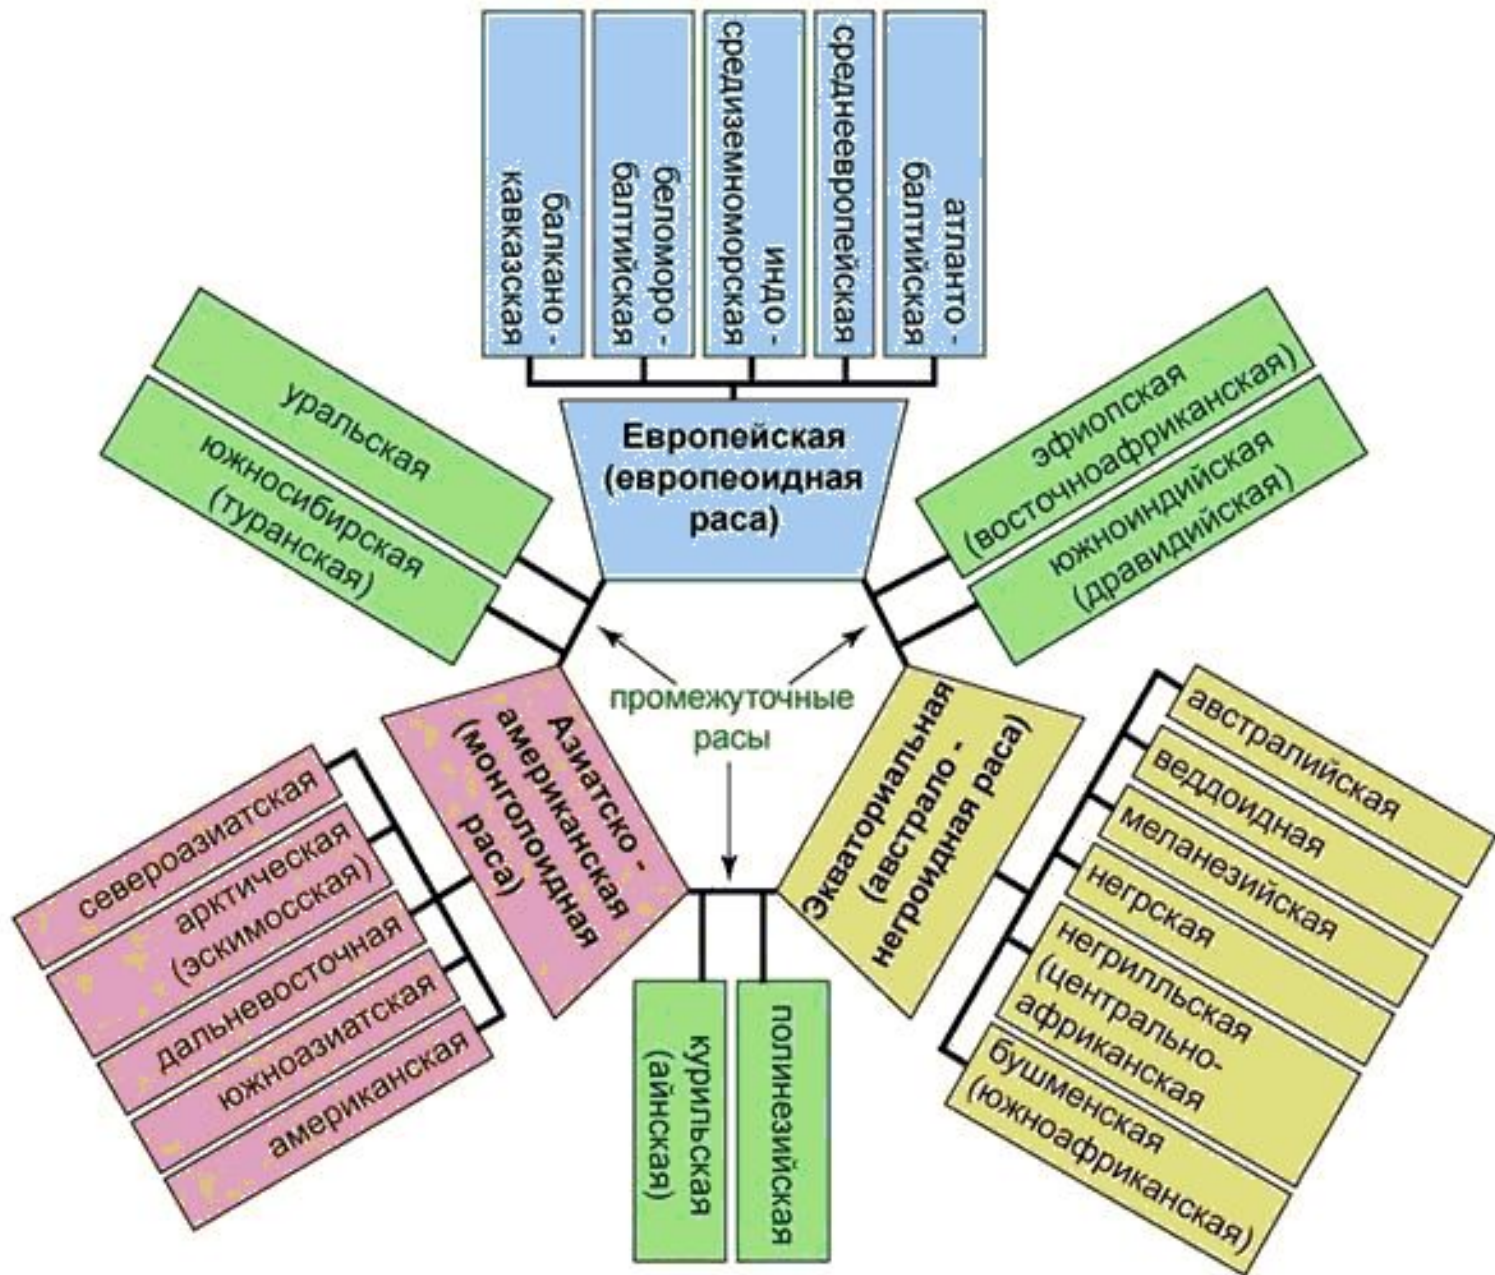 балкано -
кавказская
беломоро -
балтийская
индо -
средиземноморская
среднеевропейская
атланто -
балтийская
Европейская
(европеоидная
раса)
уральская
южносибирская
(туранская)
эфиопская
(восточноафриканская)
южноиндийская
(дравидийская)
промежуточные
расы
Азиатско -
американская
(монголоидная
раса)
Экваториальная
(австрало -
негроидная раса)
североазиатская
арктическая
(эскимосская)
дальневосточная
южноазиатская
американская
австралийская
веддоидная
меланезийская
негрская
негрилльская
(центрально-
африканская
бушменская
(южноафриканская)
курильская
(айнская)
полинезийская